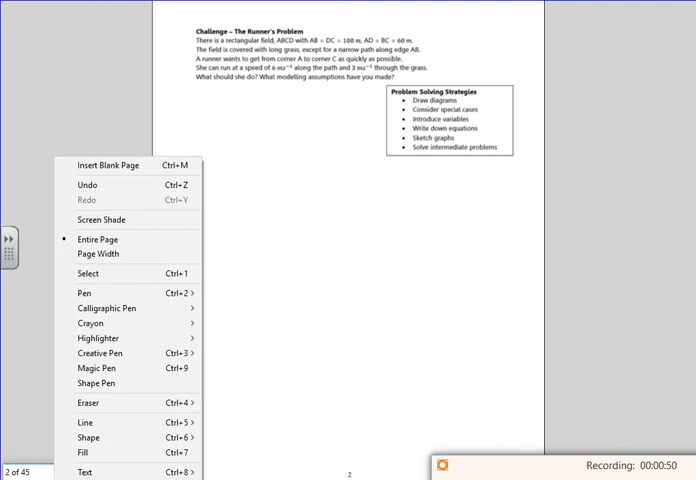 Challenge – The Runner's Problem
There is a rectangular field, ABCD with AB = DC = 100 m, AD = BC = 60 m.
The field is covered with long grass, except for a narrow path along edge AB.
A runner wants to get from corner A to corner C as quickly as possible.
She can run at a speed of 6 ms⁻¹ along the path and 3 ms⁻¹ through the grass.
What should she do? What modelling assumptions have you made?
Problem Solving Strategies
• Draw diagrams
• Consider special cases
• Introduce variables
• Write down equations
• Sketch graphs
• Solve intermediate problems
Insert Blank Page Ctrl+M
Undo Ctrl+Z
Redo Ctrl+Y
Screen Shade
• Entire Page
Page Width
Select Ctrl+1
Pen Ctrl+2 >
Calligraphic Pen >
Crayon >
Highlighter >
Creative Pen Ctrl+3 >
Magic Pen Ctrl+9
Shape Pen
Eraser Ctrl+4 >
Line Ctrl+5 >
Shape Ctrl+6 >
Fill Ctrl+7
Text Ctrl+8 >
2 of 45
2
Recording: 00:00:50